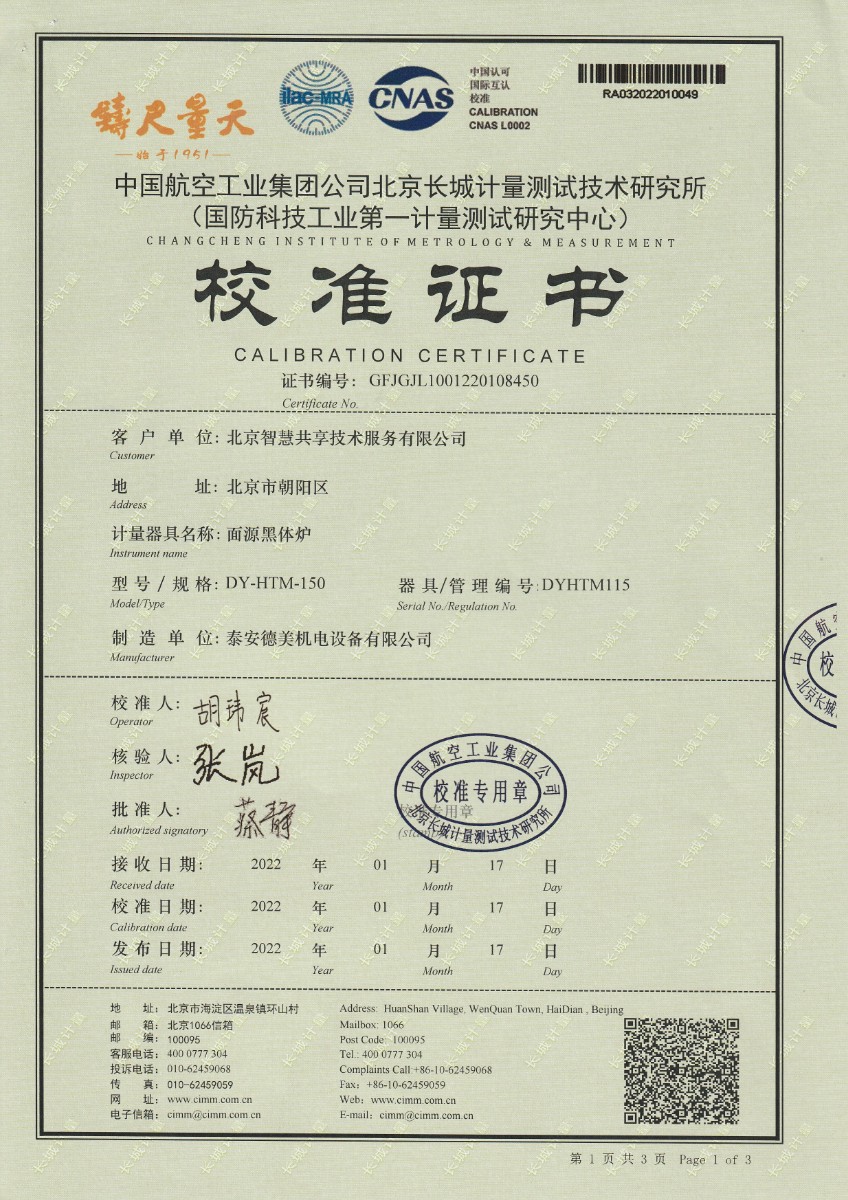 鑄尺量天
始于1951
ilac-MRA
CNAS
中国认可
国际互认
校准
CALIBRATION
CNAS L0002
RA032022010049
中国航空工业集团公司北京长城计量测试技术研究所
（国防科技工业第一计量测试研究中心）
CHANGCHENG INSTITUTE OF METROLOGY & MEASUREMENT
校准证书
CALIBRATION CERTIFICATE
证书编号: GFJGJL1001220108450
Certificate No.
客户单位: 北京智慧共享技术服务有限公司
Customer
地址: 北京市朝阳区
Address
计量器具名称: 面源黑体炉
Instrument name
型号/规格: DY-HTM-150 器具/管理编号: DYHTM115
Model/Type Serial No./Regulation No.
制造单位: 泰安德美机电设备有限公司
Manufacturer
中国航空
校
北京长城
校准人: 胡玮宸
Operator
核验人: 张岚
Inspector
批准人: 蔡静
Authorized signatory
中国航空工业集团公司
校准专用章
北京长城计量测试技术研究所
接收日期: 2022 年 01 月 17 日
Received date Year Month Day
校准日期: 2022 年 01 月 17 日
Calibration date Year Month Day
发布日期: 2022 年 01 月 17 日
Issued date Year Month Day
地址: 北京市海淀区温泉镇环山村 Address: HuanShan Village, WenQuan Town, HaiDian , Beijing
邮箱: 北京1066信箱 Mailbox: 1066
邮编: 100095 Post Code: 100095
客服电话: 400 0777 304 Tel.: 400 0777 304
投诉电话: 010-62459068 Complaints Call +86-10-62459068
传真: 010-62459059 Fax: +86-10-62459059
网址: www.cimm.com.cn Web: www.cimm.com.cn
电子信箱: cimm@cimm.com.cn E-mail: cimm@cimm.com.cn
第 1 页 共 3 页 Page 1 of 3